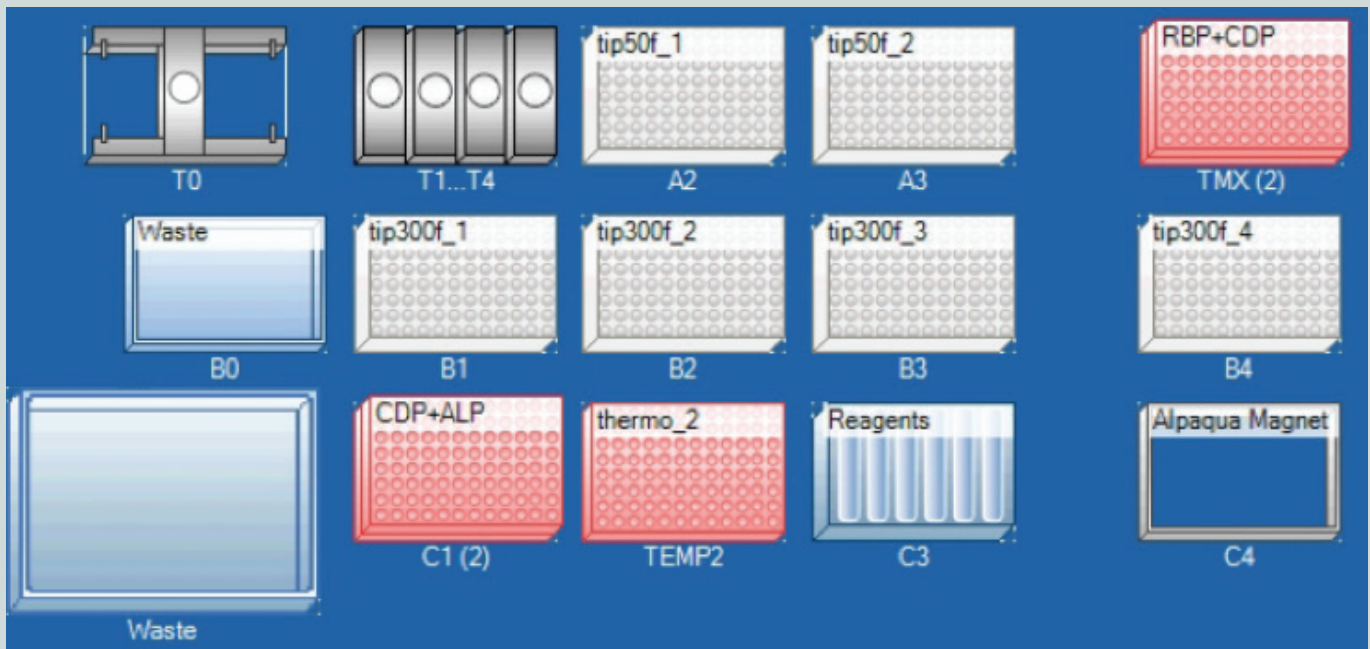 tip50f_1
tip50f_2
RBP+CDP
T0
T1...T4
A2
A3
TMX (2)
Waste
tip300f_1
tip300f_2
tip300f_3
tip300f_4
B0
B1
B2
B3
B4
CDP+ALP
thermo_2
Reagents
Alpaqua Magnet
C1 (2)
TEMP2
C3
C4
Waste